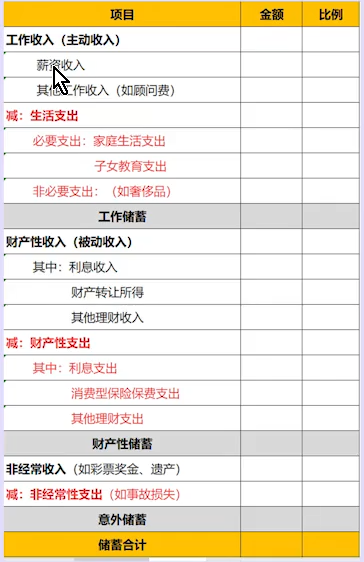 项目 金额 比例
工作收入（主动收入）
薪资收入
其他工作收入（如顾问费）
减：生活支出
必要支出：家庭生活支出
子女教育支出
非必要支出：（如奢侈品）
工作储蓄
财产性收入（被动收入）
其中：利息收入
财产转让所得
其他理财收入
减：财产性支出
其中：利息支出
消费型保险保费支出
其他理财支出
财产性储蓄
非经常收入（如彩票奖金、遗产）
减：非经常性支出（如事故损失）
意外储蓄
储蓄合计